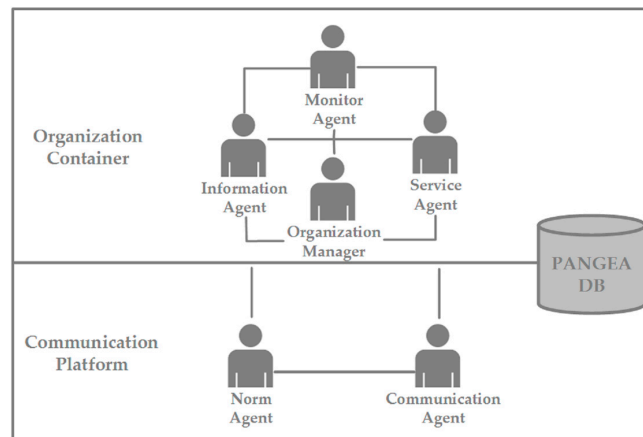 Monitor
Agent
Organization
Container
Information
Agent
Service
Agent
Organization
Manager
PANGEA
DB
Communication
Platform
Norm
Agent
Communication
Agent